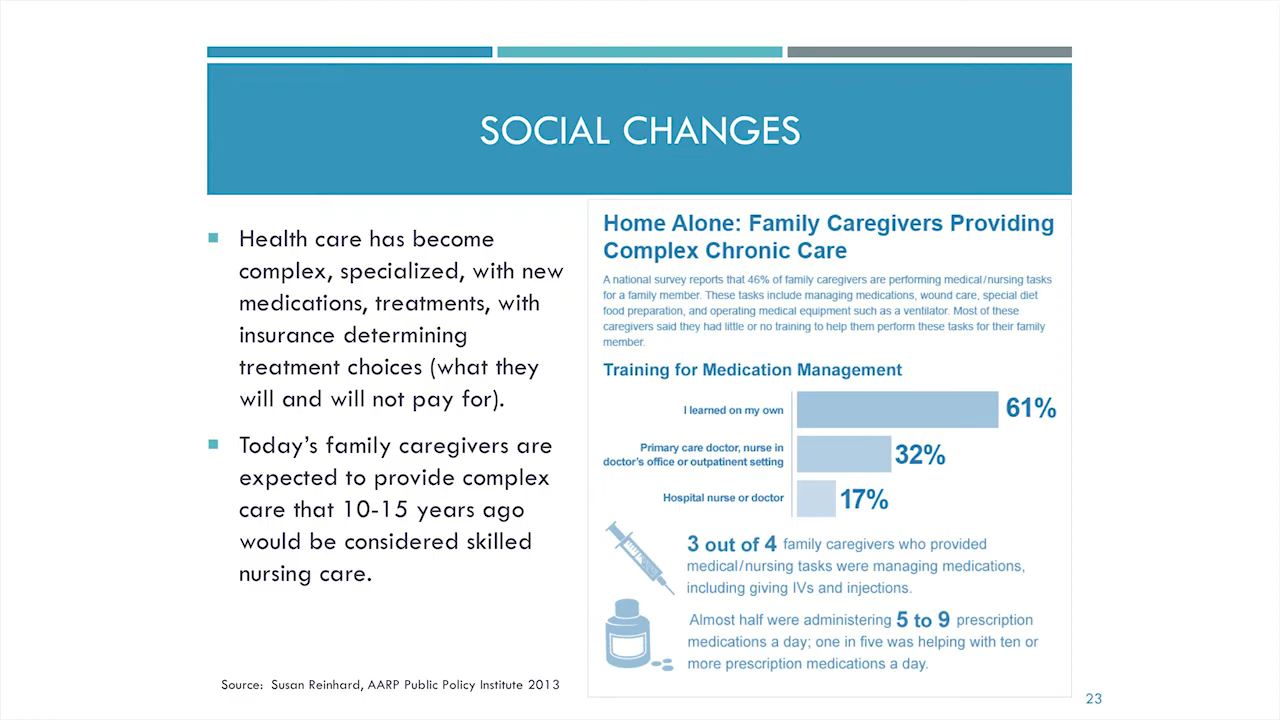 SOCIAL CHANGES
Health care has become
complex, specialized, with new
medications, treatments, with
insurance determining
treatment choices (what they
will and will not pay for).
Today's family caregivers are
expected to provide complex
care that 10-15 years ago
would be considered skilled
nursing care.
Source: Susan Reinhard, AARP Public Policy Institute 2013
Home Alone: Family Caregivers Providing
Complex Chronic Care
A national survey reports that 46% of family caregivers are performing medical/nursing tasks
for a family member. These tasks include managing medications, wound care, special diet
food preparation, and operating medical equipment such as a ventilator. Most of these
caregivers said they had little or no training to help them perform these tasks for their family
member.
Training for Medication Management
I learned on my own 61%
Primary care doctor, nurse in
doctor's office or outpatinent setting 32%
Hospital nurse or doctor 17%
3 out of 4 family caregivers who provided
medical/nursing tasks were managing medications,
including giving IVs and injections.
Almost half were administering 5 to 9 prescription
medications a day; one in five was helping with ten or
more prescription medications a day.
23